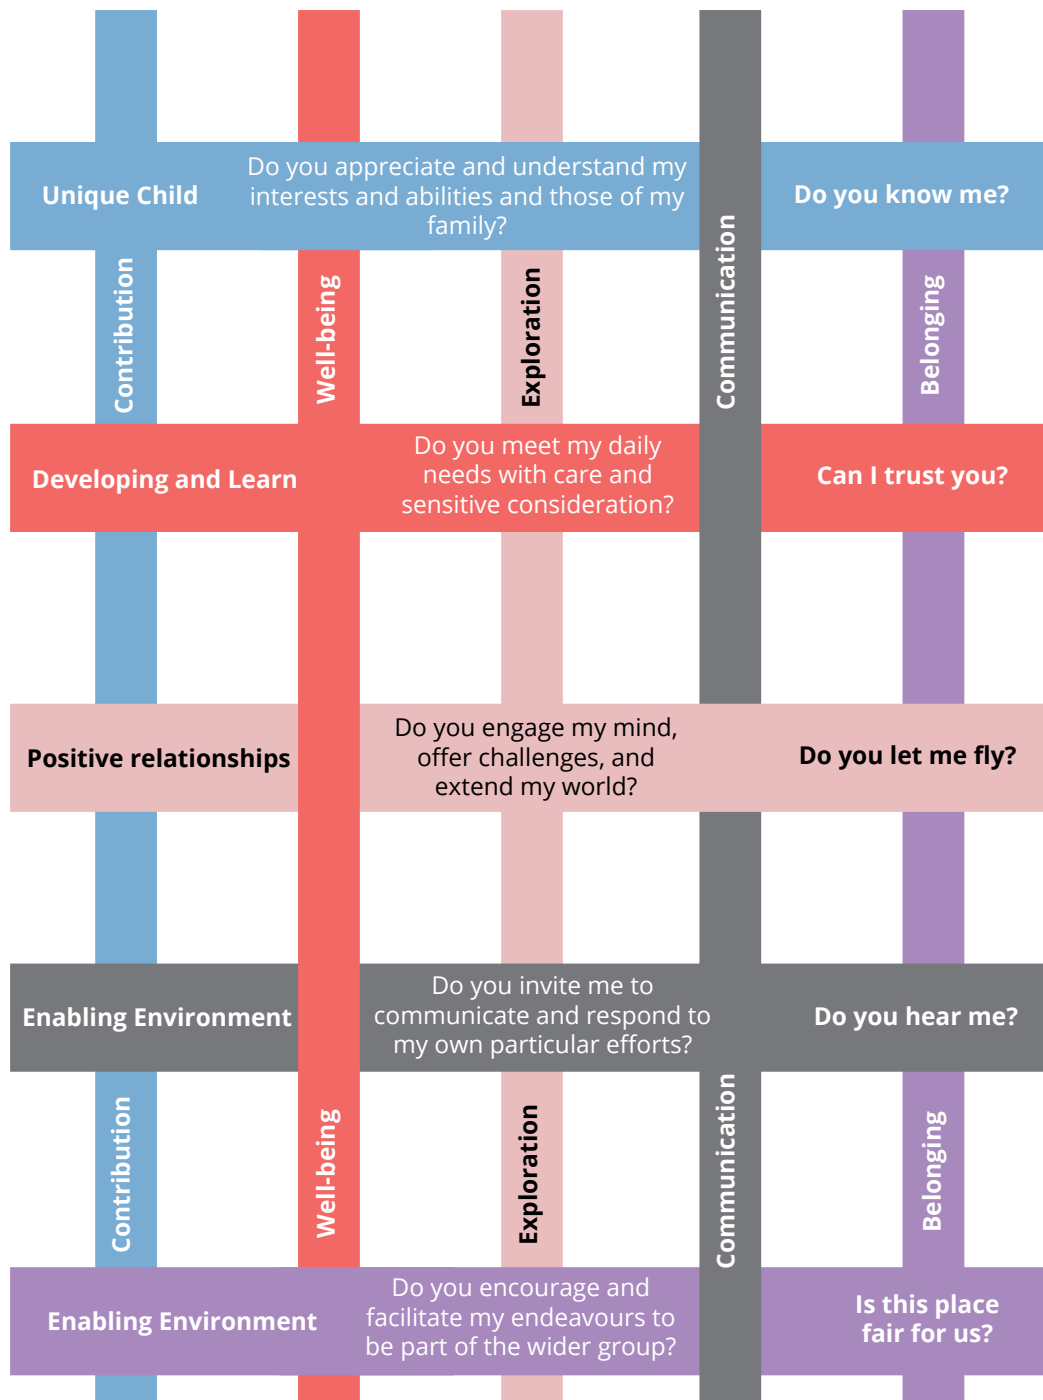 Unique Child
Do you appreciate and understand my
interests and abilities and those of my
family?
Do you know me?
Contribution
Well-being
Exploration
Communication
Belonging
Developing and Learn
Do you meet my daily
needs with care and
sensitive consideration?
Can I trust you?
Positive relationships
Do you engage my mind,
offer challenges, and
extend my world?
Do you let me fly?
Enabling Environment
Do you invite me to
communicate and respond to
my own particular efforts?
Do you hear me?
Contribution
Well-being
Exploration
Communication
Belonging
Enabling Environment
Do you encourage and
facilitate my endeavours to
be part of the wider group?
Is this place
fair for us?